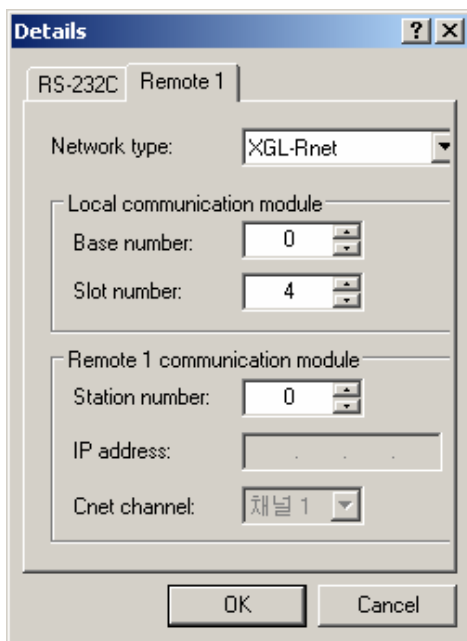 Details
RS-232C Remote 1
Network type: XGL-Rnet
Local communication module
Base number: 0
Slot number: 4
Remote 1 communication module
Station number: 0
IP address: . . .
Cnet channel: 채널 1
OK Cancel